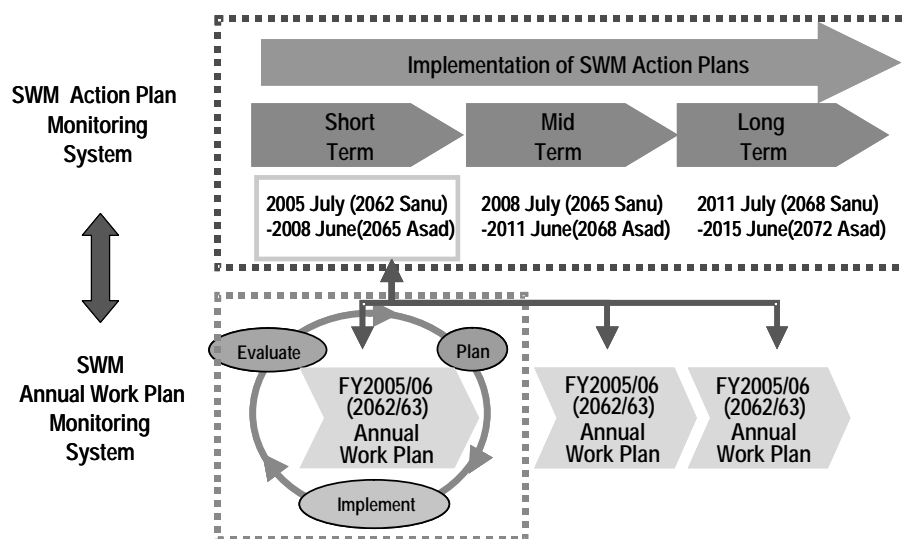 Implementation of SWM Action Plans
SWM Action Plan
Monitoring
System
Short
Term
Mid
Term
Long
Term
2005 July (2062 Sanu)
-2008 June(2065 Asad)
2008 July (2065 Sanu)
-2011 June(2068 Asad)
2011 July (2068 Sanu)
-2015 June(2072 Asad)
SWM
Annual Work Plan
Monitoring
System
Evaluate
Plan
Implement
FY2005/06
(2062/63)
Annual
Work Plan
FY2005/06
(2062/63)
Annual
Work Plan
FY2005/06
(2062/63)
Annual
Work Plan